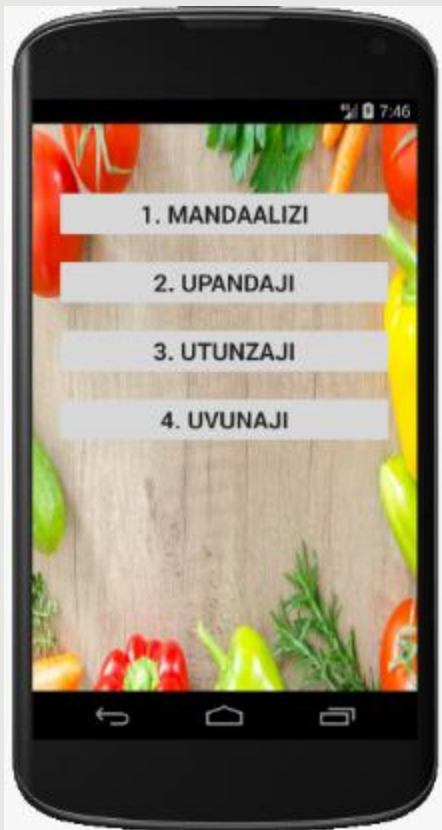 7:46
1. MANDAALIZI
2. UPANDAJI
3. UTUNZAJI
4. UVUNAJI